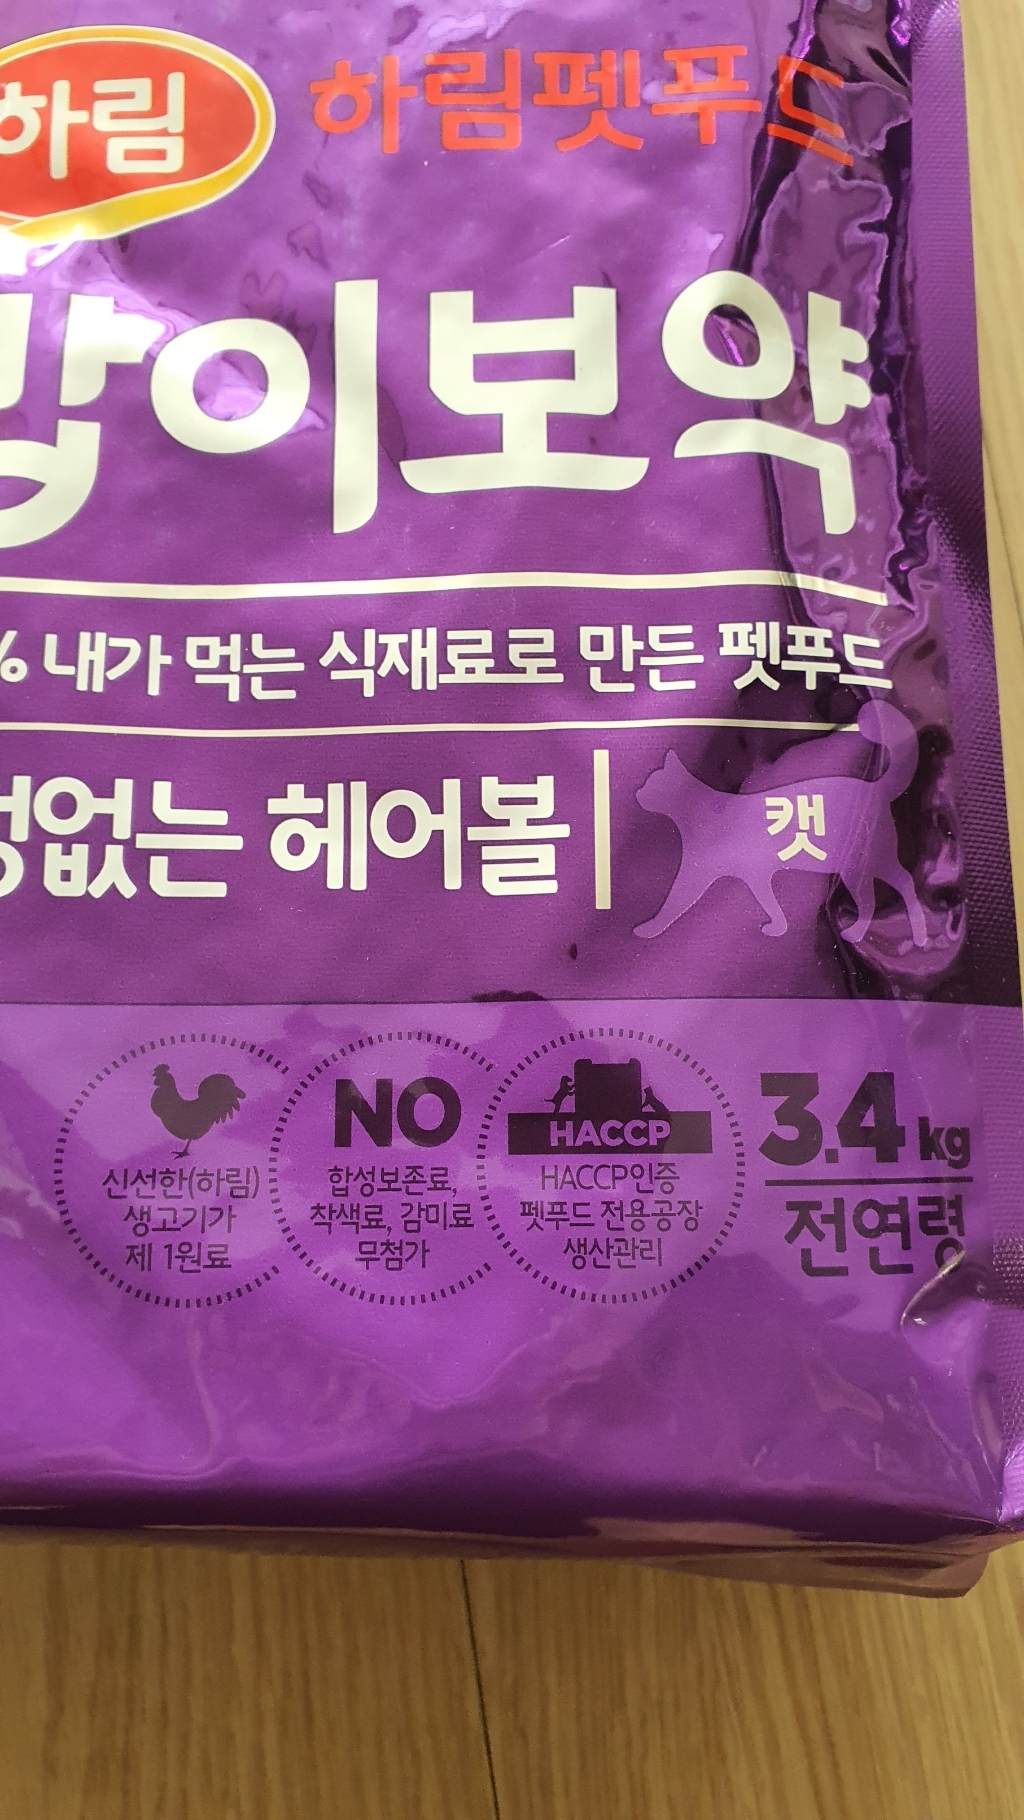 하림 하림펫푸드
밥이보약
% 내가 먹는 식재료로 만든 펫푸드
없는 헤어볼 | 캣
신선한(하림)
생고기가
제 1원료
NO
합성보존료,
착색료, 감미료
무첨가
HACCP
HACCP인증
펫푸드 전용공장
생산관리
3.4 kg
전연령